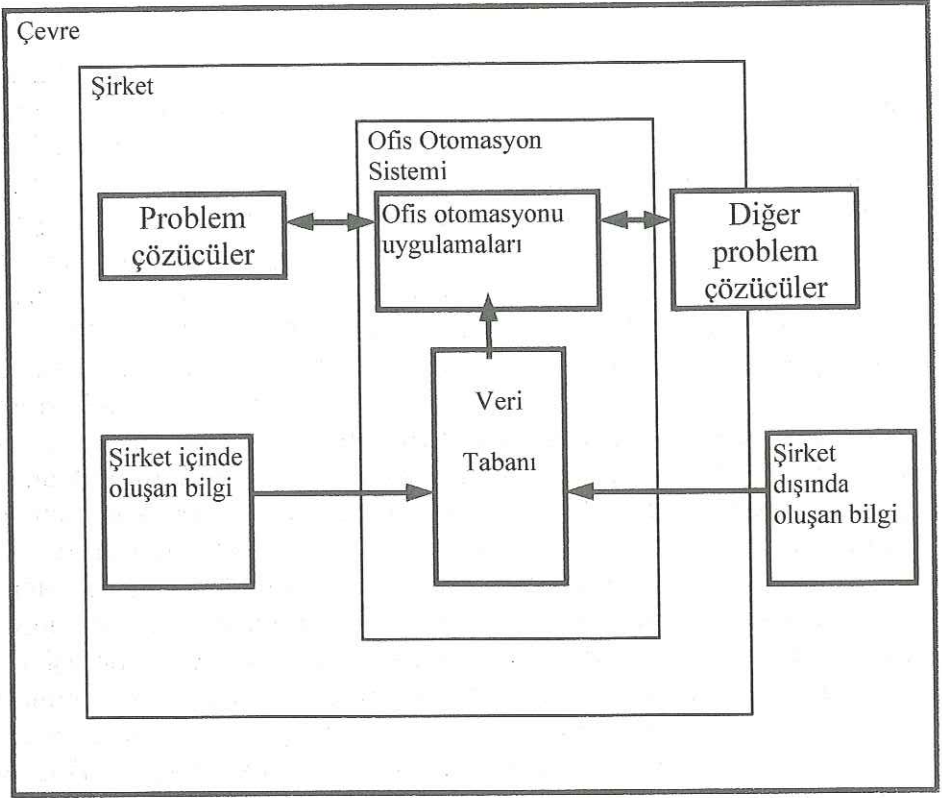 Çevre
Şirket
Ofis Otomasyon
Sistemi
Problem
çözücüler
Ofis otomasyonu
uygulamaları
Diğer
problem
çözücüler
Veri
Tabanı
Şirket içinde
oluşan bilgi
Şirket
dışında
oluşan bilgi